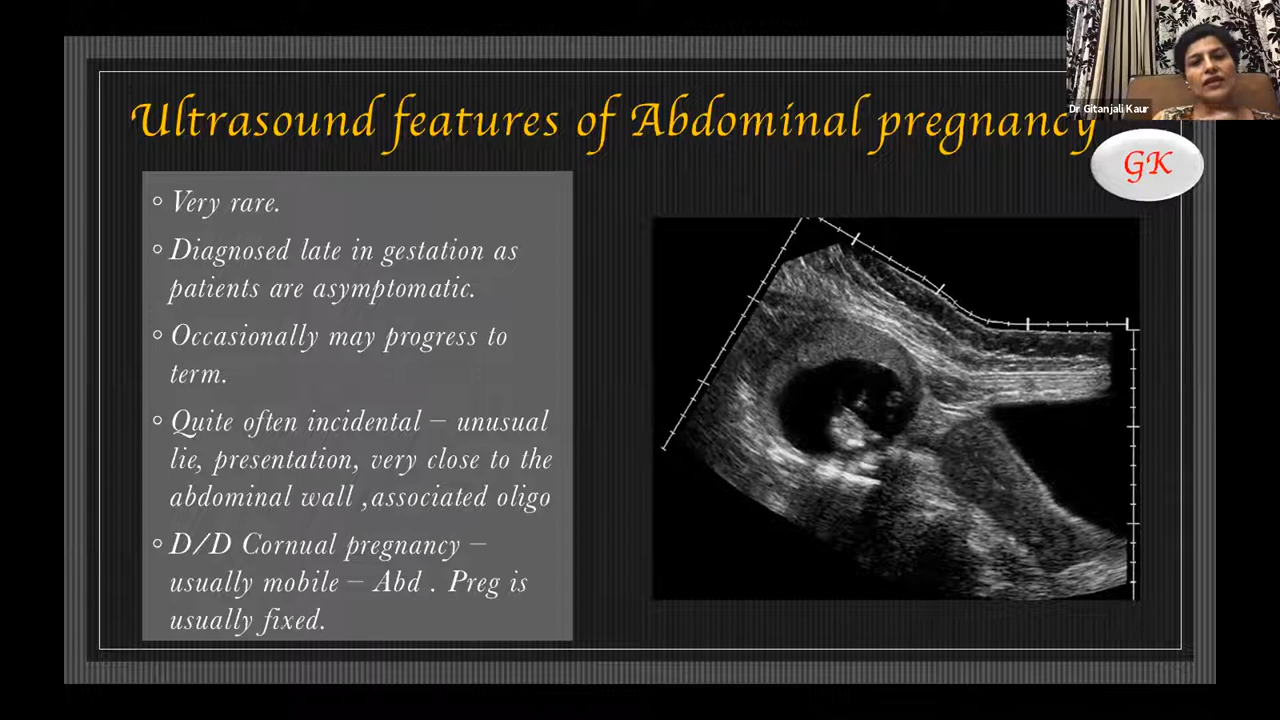 Dr Gitanjali Kaur
Ultrasound features of Abdominal pregnancy
GK
Very rare.
Diagnosed late in gestation as
patients are asymptomatic.
Occasionally may progress to
term.
Quite often incidental – unusual
lie, presentation, very close to the
abdominal wall ,associated oligo
D/D Cornual pregnancy –
usually mobile – Abd . Preg is
usually fixed.